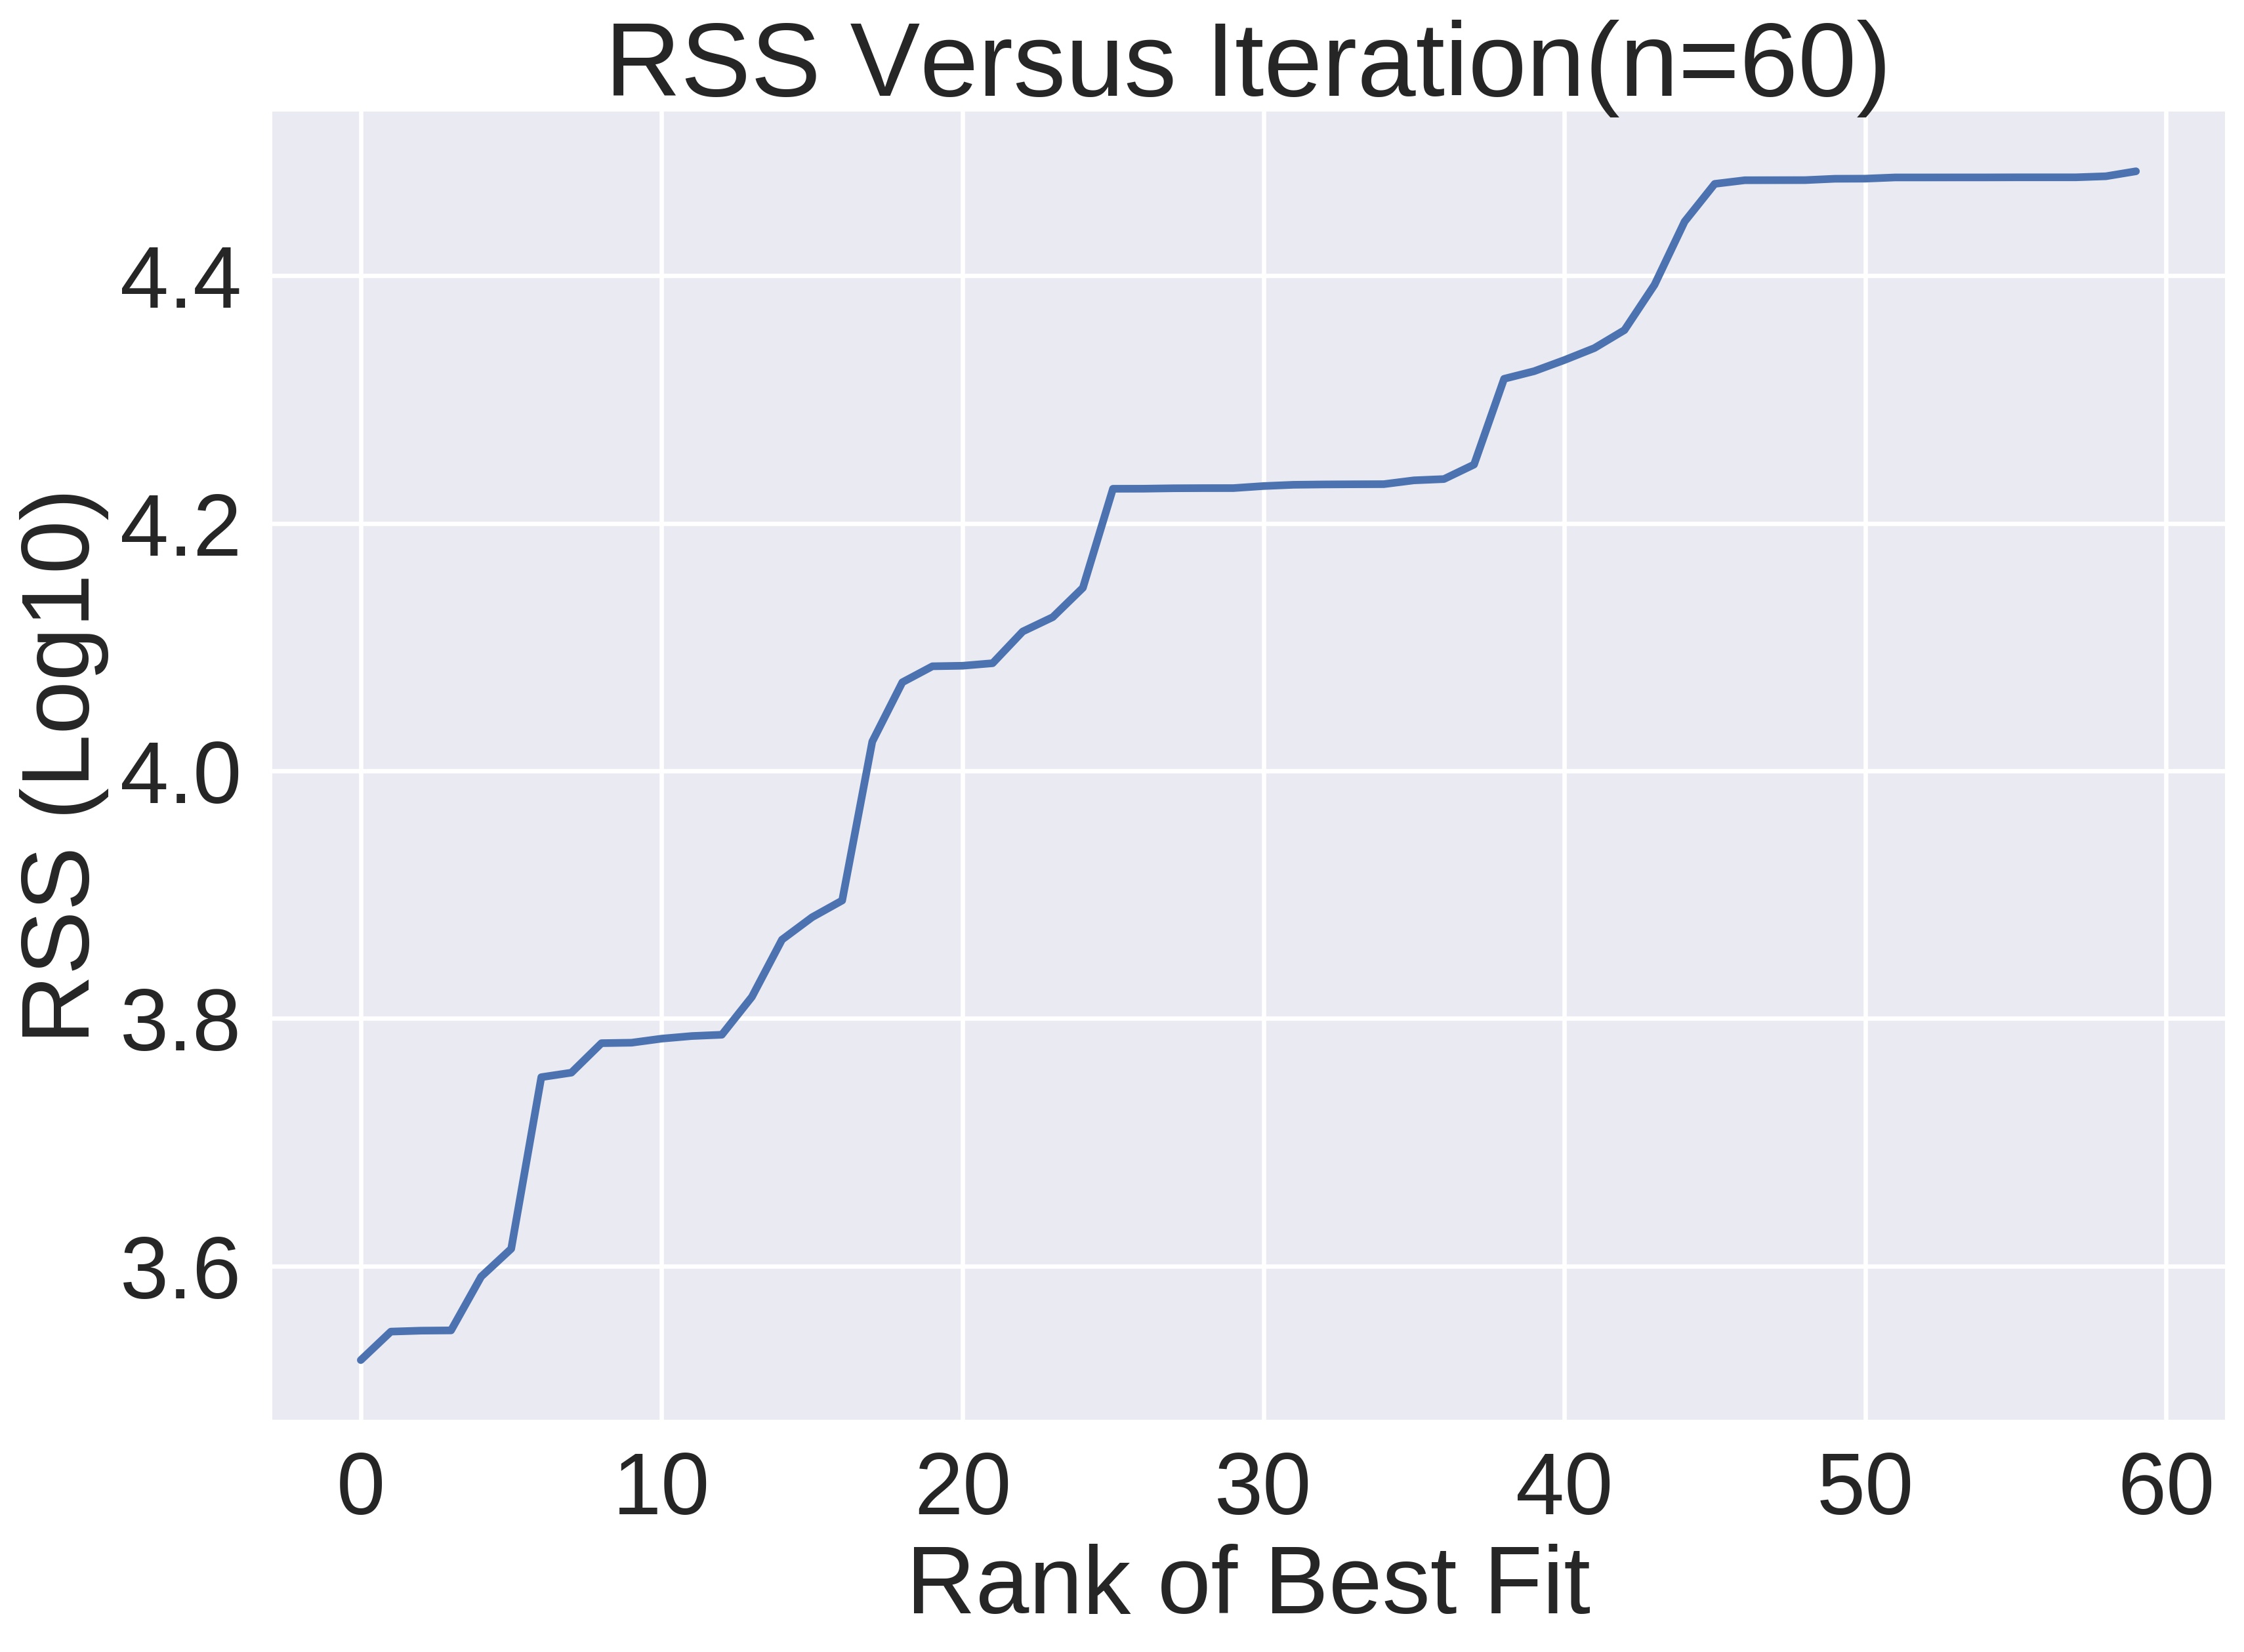 RSS Versus Iteration(n=60)
RSS (Log10)
4.4
4.2
4.0
3.8
3.6
0 10 20 30 40 50 60
Rank of Best Fit